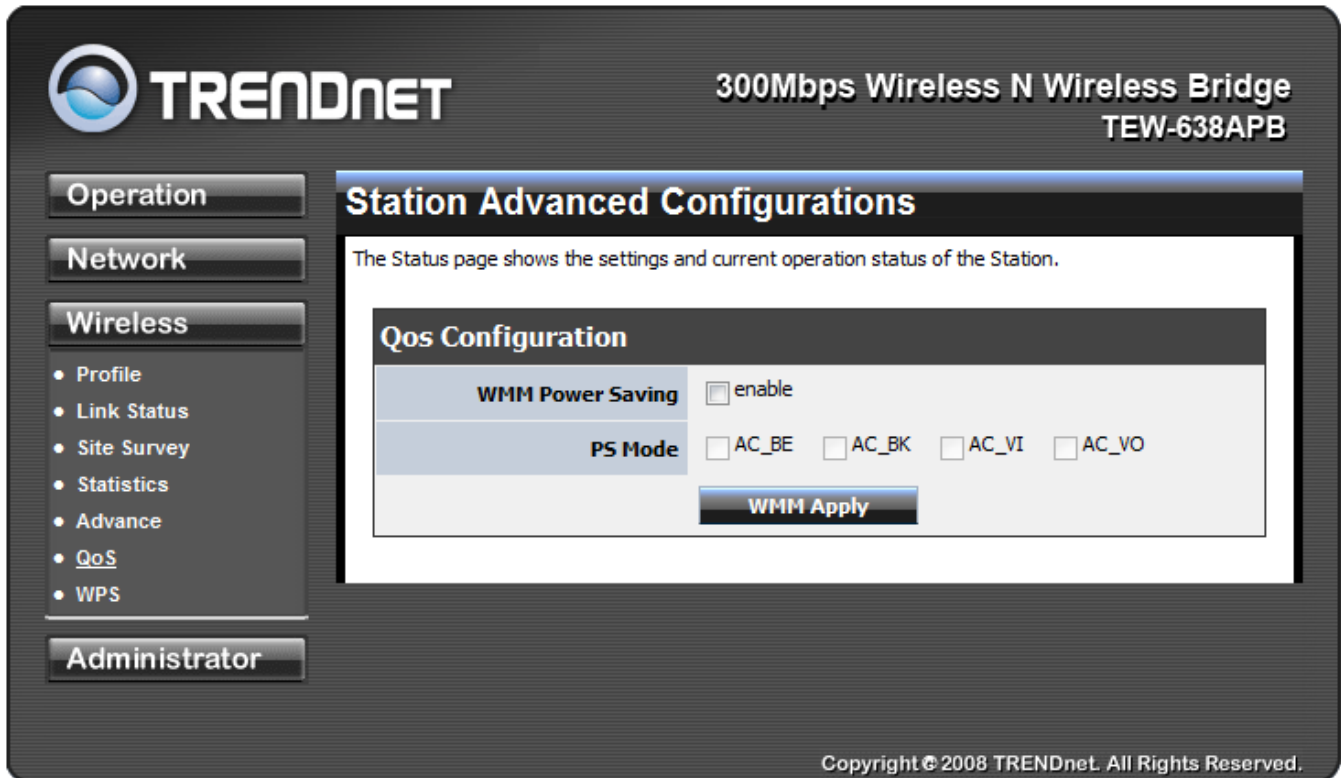 TRENDNET
300Mbps Wireless N Wireless Bridge
TEW-638APB
Operation
Network
Wireless
• Profile
• Link Status
• Site Survey
• Statistics
• Advance
• QoS
• WPS
Administrator
Station Advanced Configurations
The Status page shows the settings and current operation status of the Station.
Qos Configuration
WMM Power Saving enable
PS Mode AC_BE AC_BK AC_VI AC_VO
WMM Apply
Copyright © 2008 TRENDnet. All Rights Reserved.